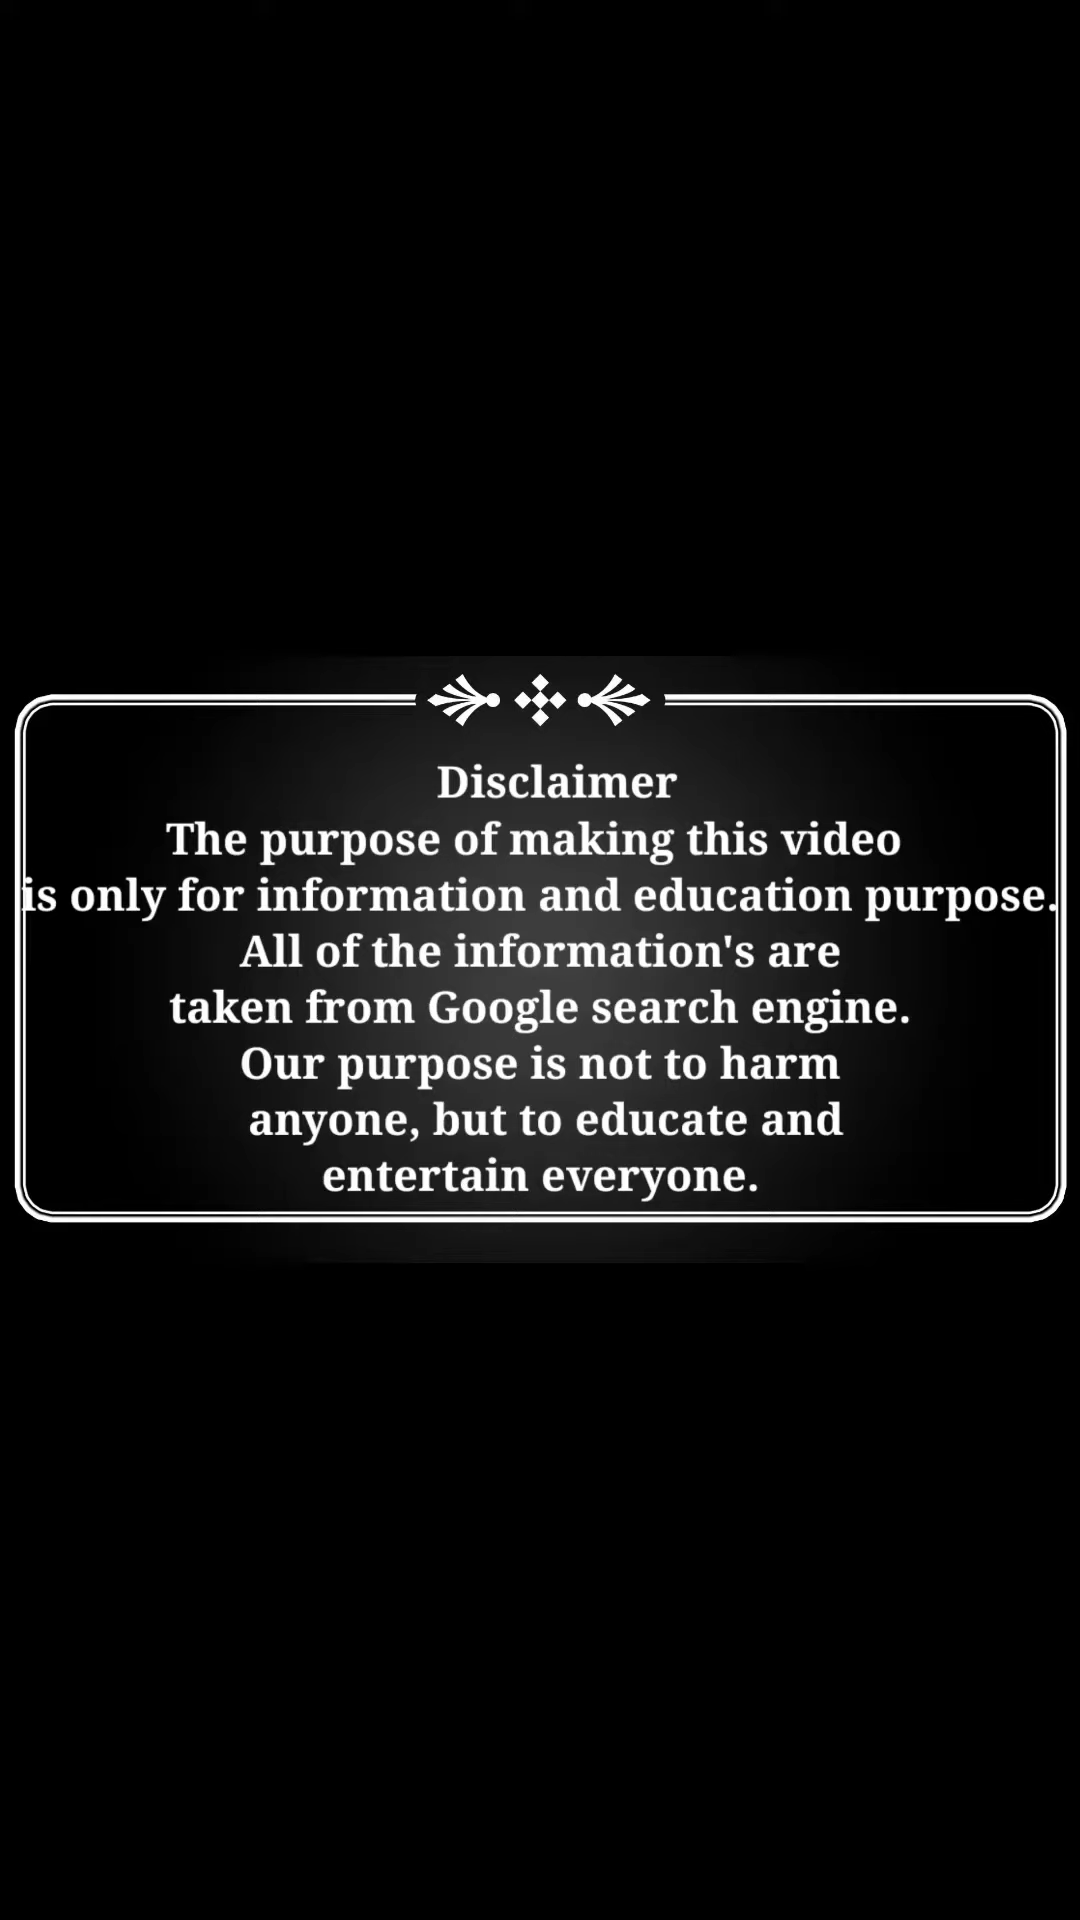 Disclaimer
The purpose of making this video
is only for information and education purpose.
All of the information's are
taken from Google search engine.
Our purpose is not to harm
anyone, but to educate and
entertain everyone.